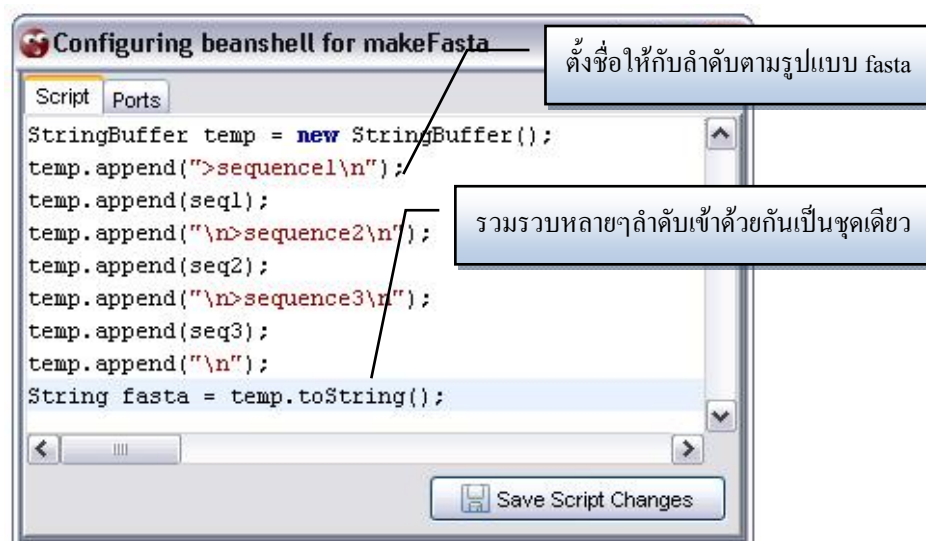 Configuring beanshell for makeFasta
ตั้งชื่อให้กับลำดับตามรูปแบบ fasta
Script Ports
StringBuffer temp = new StringBuffer();
temp.append(">sequence1\n");
temp.append(seq1);
รวมรวบหลายๆลำดับเข้าด้วยกันเป็นชุดเดียว
temp.append("\n>sequence2\n");
temp.append(seq2);
temp.append("\n>sequence3\n");
temp.append(seq3);
temp.append("\n");
String fasta = temp.toString();
Save Script Changes